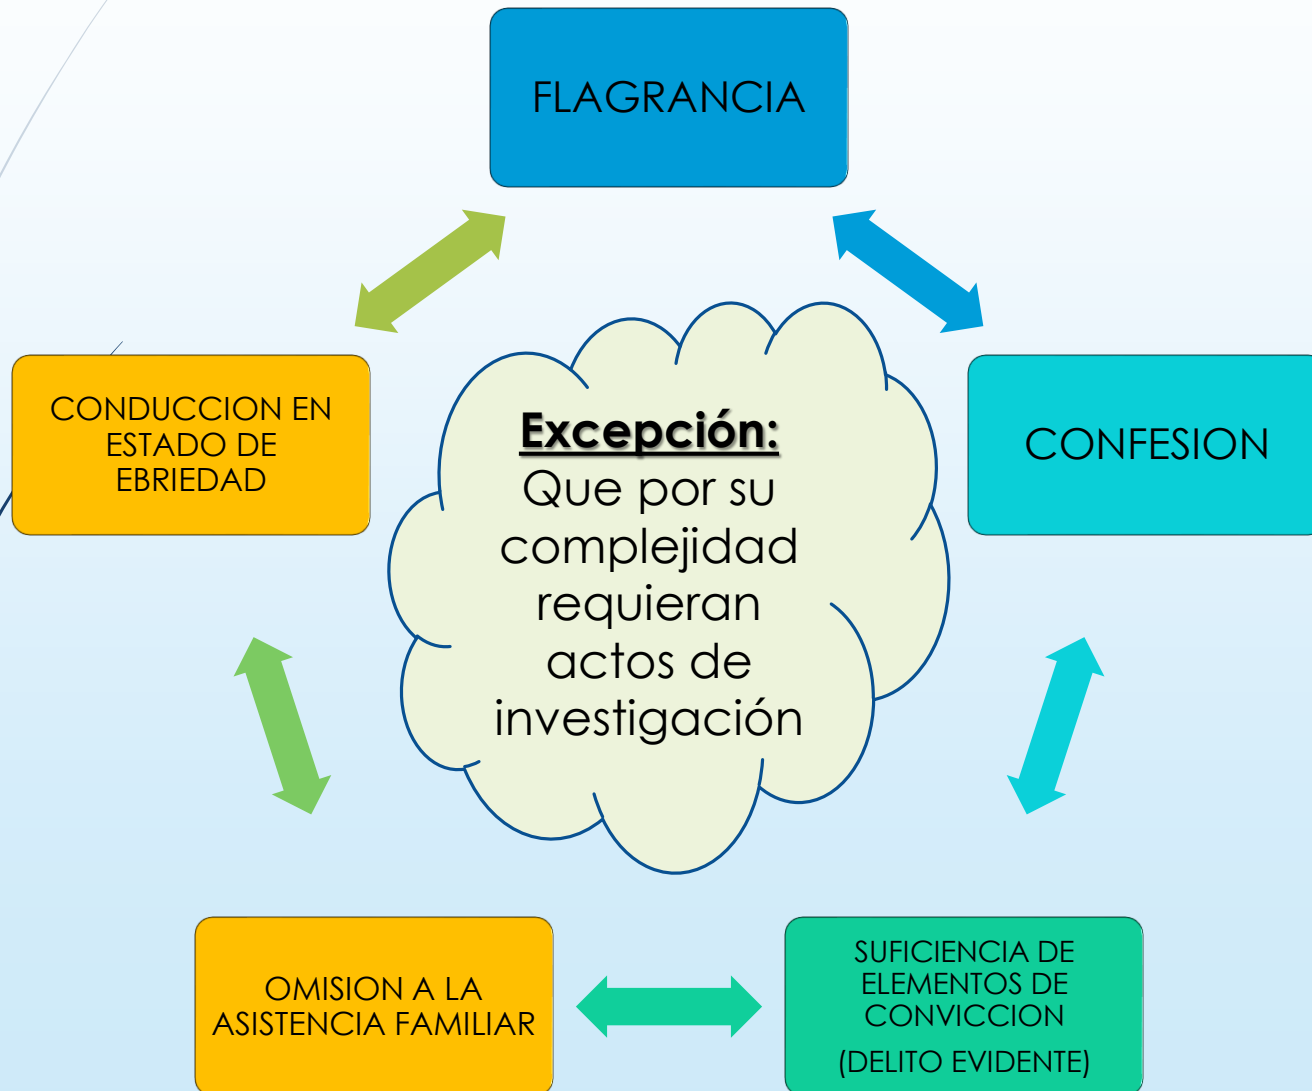 FLAGRANCIA
CONDUCCION EN
ESTADO DE
EBRIEDAD
Excepción:
Que por su
complejidad
requieran
actos de
investigación
CONFESION
OMISION A LA
ASISTENCIA FAMILIAR
SUFICIENCIA DE
ELEMENTOS DE
CONVICCION
(DELITO EVIDENTE)